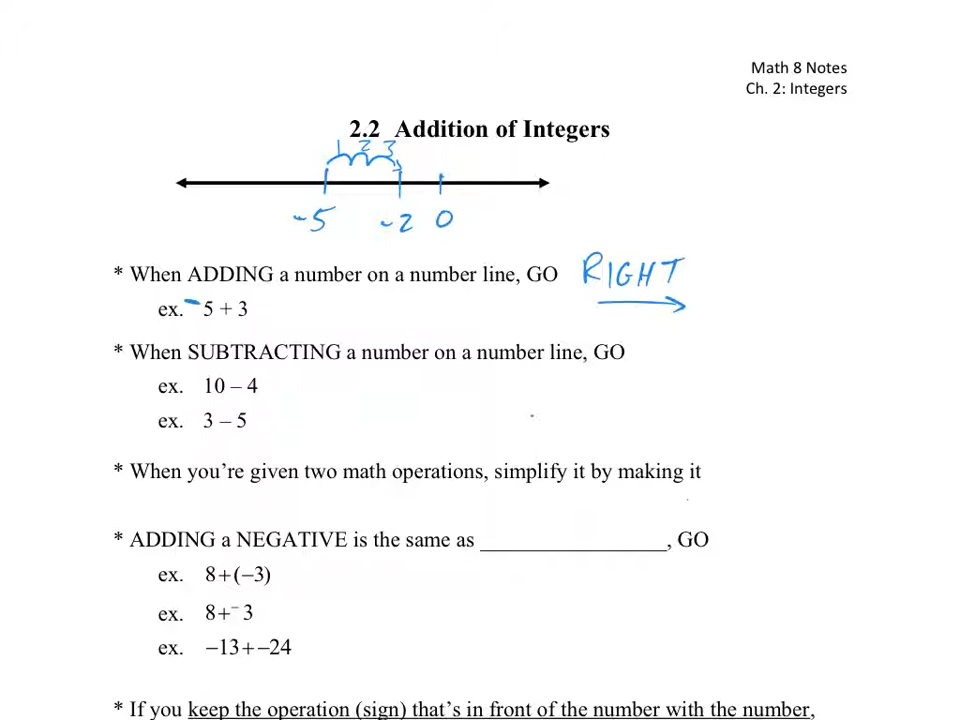 Math 8 Notes
Ch. 2: Integers
2.2 Addition of Integers
1 2 3
-5 -2 0
* When ADDING a number on a number line, GO RIGHT
ex. -5 + 3
* When SUBTRACTING a number on a number line, GO
ex. 10 – 4
ex. 3 – 5
* When you're given two math operations, simplify it by making it
* ADDING a NEGATIVE is the same as _________________, GO
ex. 8+(−3)
ex. 8+⁻3
ex. −13+−24
* If you keep the operation (sign) that's in front of the number with the number,